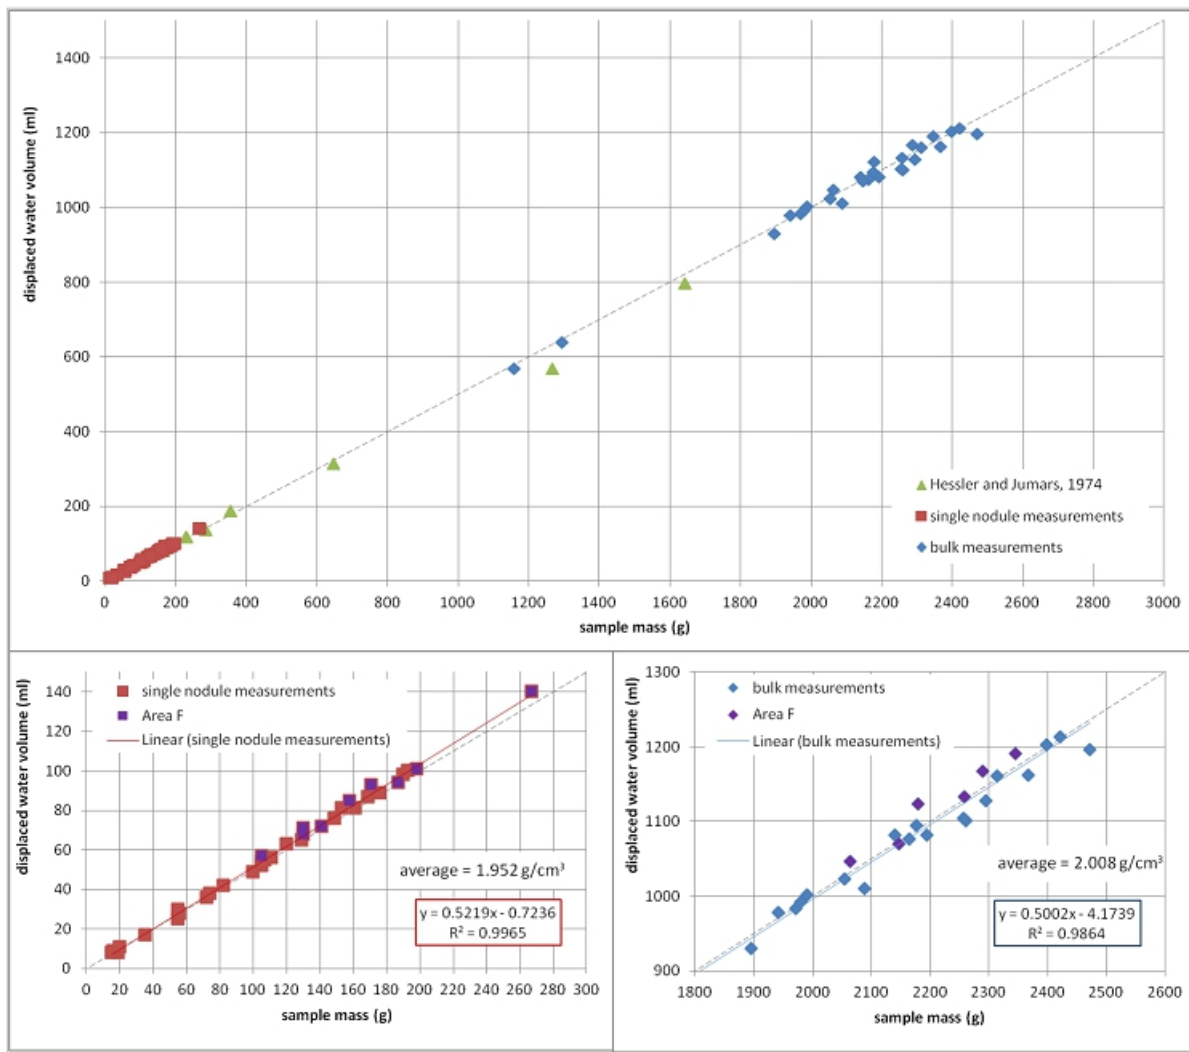 displaced water volume (ml)
1400
1200
1000
800
600
400
200
0
0 200 400 600 800 1000 1200 1400 1600 1800 2000 2200 2400 2600 2800 3000
sample mass (g)
Hessler and Jumars, 1974
single nodule measurements
bulk measurements
displaced water volume (ml)
140
120
100
80
60
40
20
0
0 20 40 60 80 100 120 140 160 180 200 220 240 260 280 300
sample mass (g)
single nodule measurements
Area F
Linear (single nodule measurements)
average = 1.952 g/cm³
y = 0.5219x - 0.7236
R² = 0.9965
displaced water volume (ml)
1300
1200
1100
1000
900
1800 1900 2000 2100 2200 2300 2400 2500 2600
sample mass (g)
bulk measurements
Area F
Linear (bulk measurements)
average = 2.008 g/cm³
y = 0.5002x - 4.1739
R² = 0.9864